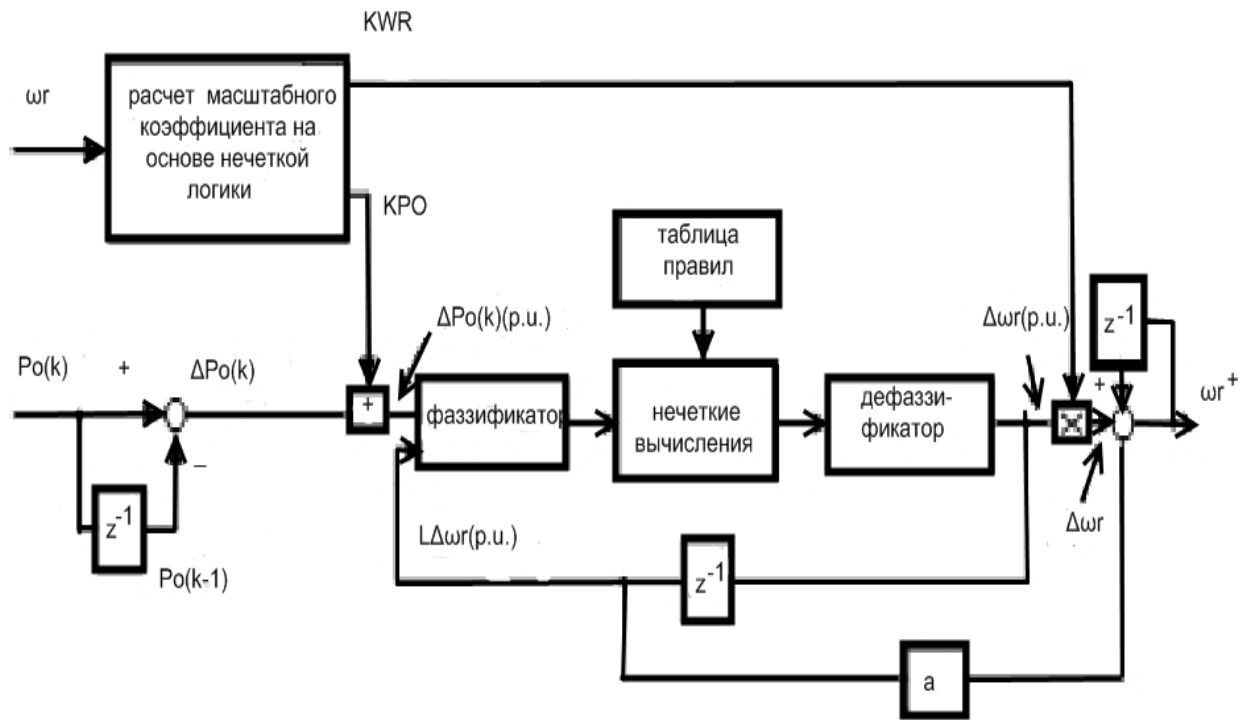 KWR
ωr
расчет масштабного
коэффициента на
основе нечеткой
логики
KPO
таблица
правил
ΔPo(k)(p.u.)
Δωr(p.u.)
z⁻¹
Po(k)
+
ΔPo(k)
+
фаззификатор
нечеткие
вычисления
дефаззи-
фикатор
+
ωr⁺
–
z⁻¹
Po(k-1)
LΔωr(p.u.)
z⁻¹
Δωr
a